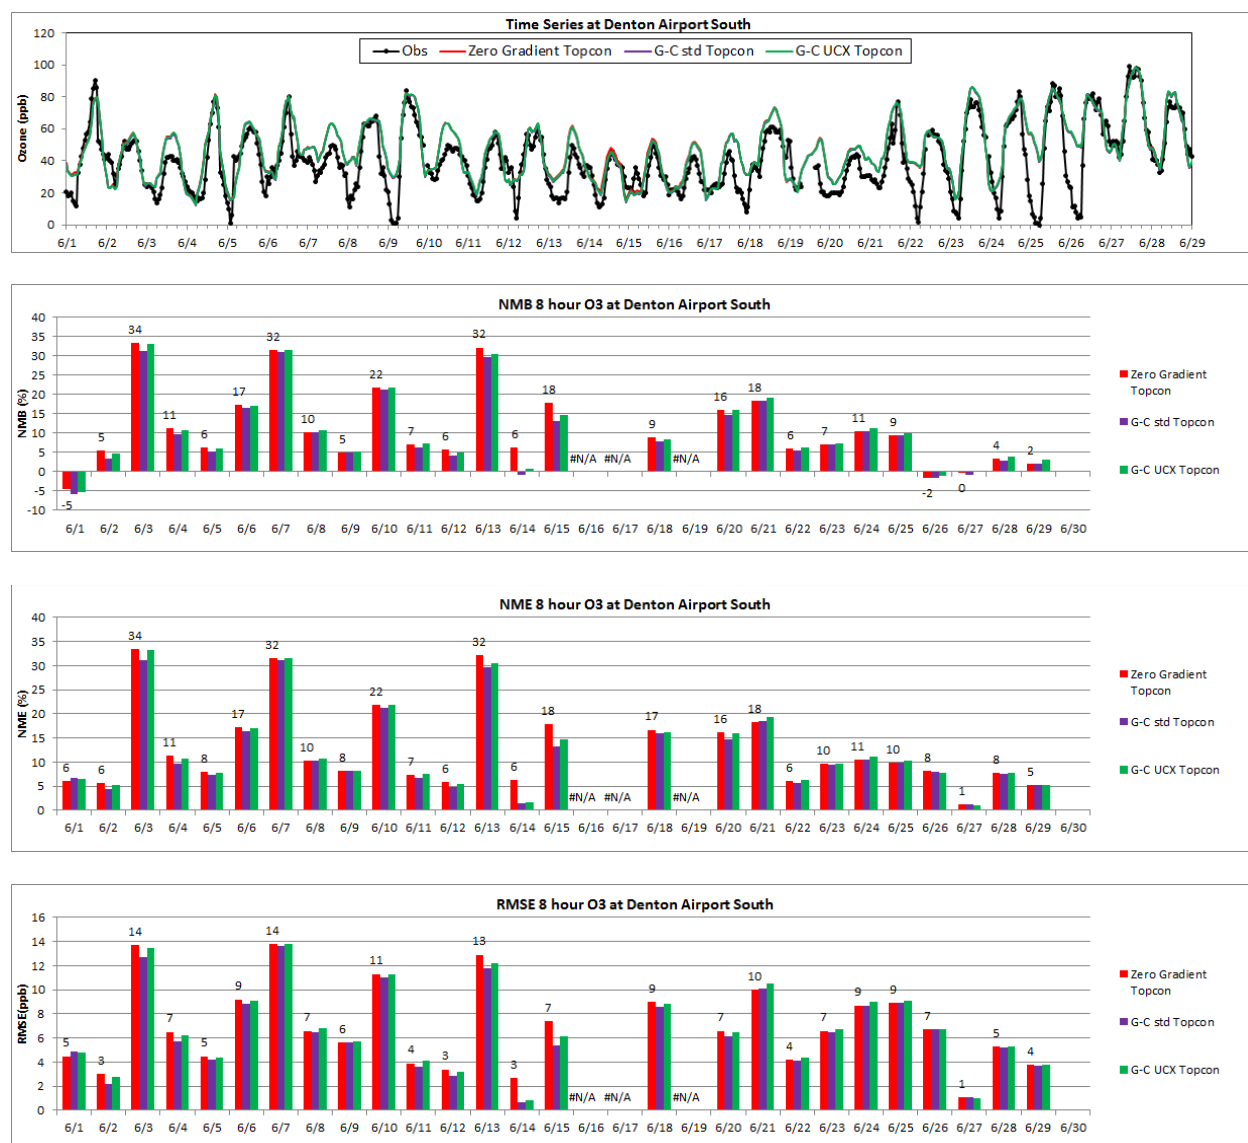 Time Series at Denton Airport South
Obs Zero Gradient Topcon G-C std Topcon G-C UCX Topcon
Ozone (ppb)
120
100
80
60
40
20
0
6/1 6/2 6/3 6/4 6/5 6/6 6/7 6/8 6/9 6/10 6/11 6/12 6/13 6/14 6/15 6/16 6/17 6/18 6/19 6/20 6/21 6/22 6/23 6/24 6/25 6/26 6/27 6/28 6/29
NMB 8 hour O3 at Denton Airport South
NMB (%)
40
35
30
25
20
15
10
5
0
-5
-10
-5 5 34 11 6 17 32 10 5 22 7 6 32 6 18 #N/A #N/A 9 #N/A 16 18 6 7 11 9 -2 0 4 2
6/1 6/2 6/3 6/4 6/5 6/6 6/7 6/8 6/9 6/10 6/11 6/12 6/13 6/14 6/15 6/16 6/17 6/18 6/19 6/20 6/21 6/22 6/23 6/24 6/25 6/26 6/27 6/28 6/29 6/30
Zero Gradient
Topcon
G-C std Topcon
G-C UCX Topcon
NME 8 hour O3 at Denton Airport South
NME (%)
40
35
30
25
20
15
10
5
0
6 6 34 11 8 17 32 10 8 22 7 6 32 6 18 #N/A #N/A 17 #N/A 16 18 6 10 11 10 8 1 8 5
6/1 6/2 6/3 6/4 6/5 6/6 6/7 6/8 6/9 6/10 6/11 6/12 6/13 6/14 6/15 6/16 6/17 6/18 6/19 6/20 6/21 6/22 6/23 6/24 6/25 6/26 6/27 6/28 6/29 6/30
Zero Gradient
Topcon
G-C std Topcon
G-C UCX Topcon
RMSE 8 hour O3 at Denton Airport South
RMSE(ppb)
16
14
12
10
8
6
4
2
0
5 3 14 7 5 9 14 7 6 11 4 3 13 3 7 #N/A #N/A 9 #N/A 7 10 4 7 9 9 7 1 5 4
6/1 6/2 6/3 6/4 6/5 6/6 6/7 6/8 6/9 6/10 6/11 6/12 6/13 6/14 6/15 6/16 6/17 6/18 6/19 6/20 6/21 6/22 6/23 6/24 6/25 6/26 6/27 6/28 6/29 6/30
Zero Gradient
Topcon
G-C std Topcon
G-C UCX Topcon